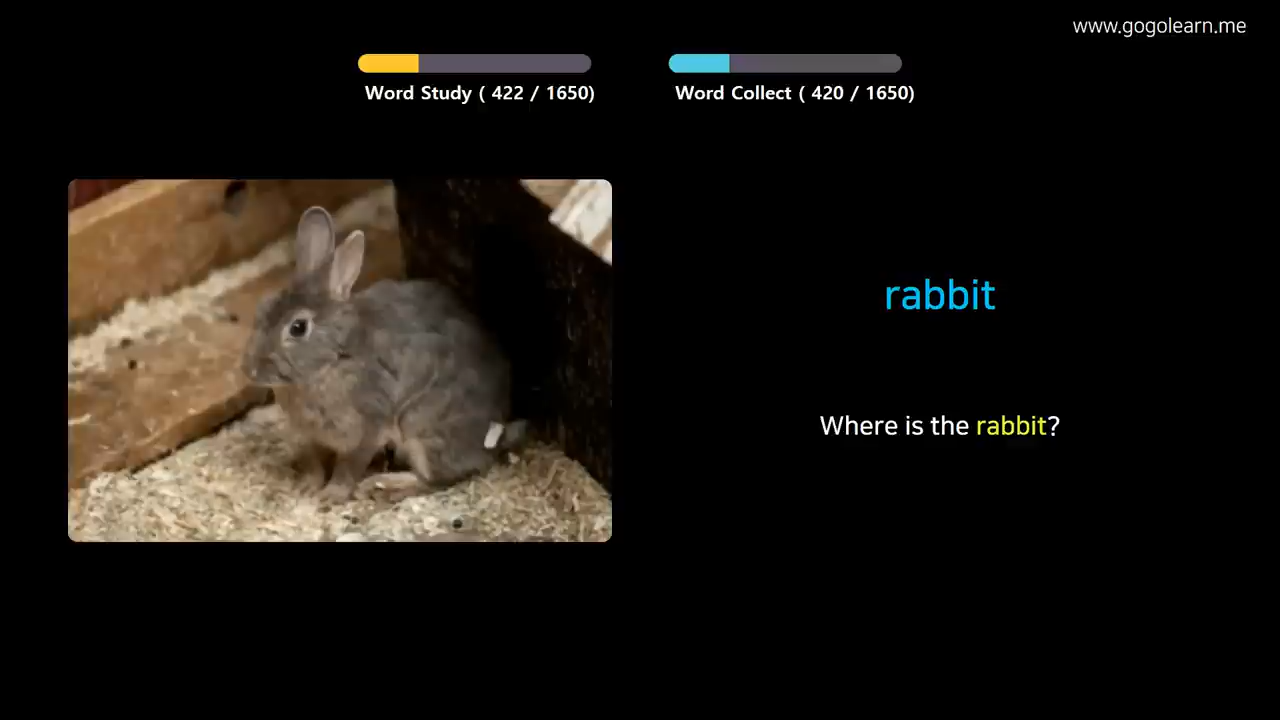 www.gogolearn.me
Word Study ( 422 / 1650)
Word Collect ( 420 / 1650)
rabbit
Where is the rabbit?